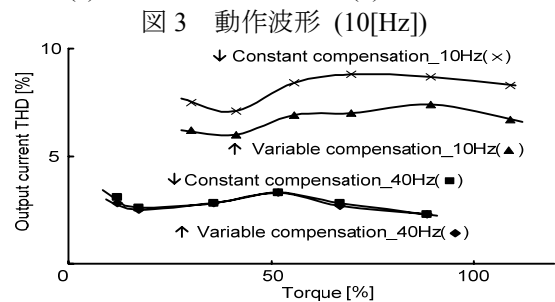 図 3 動作波形 (10[Hz])
10
↓ Constant compensation_10Hz(×)
Output current THD [%]
5
↑ Variable compensation_10Hz(▲)
↓Constant compensation_40Hz(■)
↑ Variable compensation_40Hz(◆)
0
50
100
Torque [%]